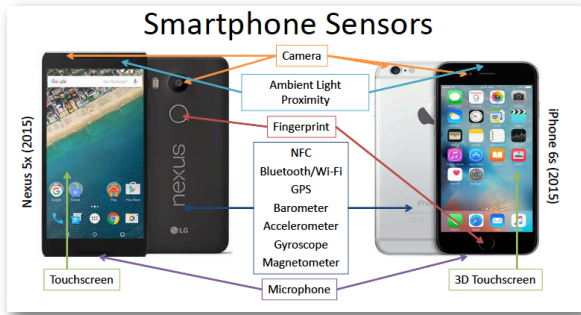 Smartphone Sensors
Camera
Ambient Light
Proximity
Fingerprint
NFC
Bluetooth/Wi-Fi
GPS
Barometer
Accelerometer
Gyroscope
Magnetometer
Microphone
Touchscreen
3D Touchscreen
Nexus 5x (2015)
iPhone 6s (2015)
nexus
LG
Google